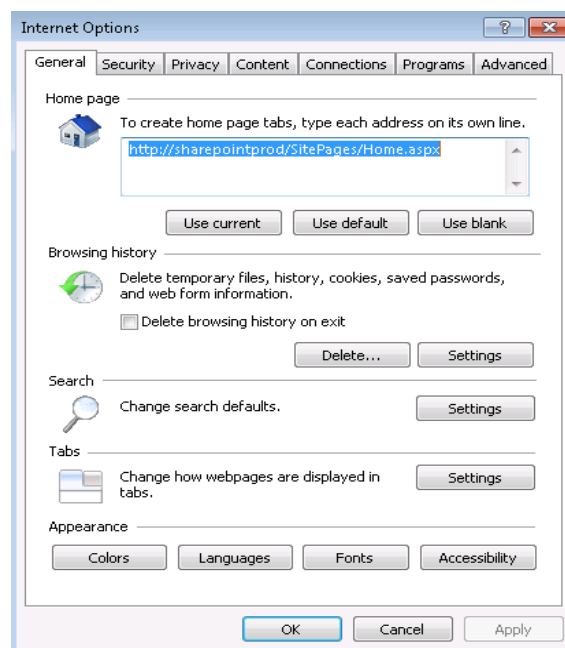 Internet Options
General Security Privacy Content Connections Programs Advanced
Home page
To create home page tabs, type each address on its own line.
http://sharepointprod/SitePages/Home.aspx
Use current Use default Use blank
Browsing history
Delete temporary files, history, cookies, saved passwords,
and web form information.
Delete browsing history on exit
Delete... Settings
Search
Change search defaults. Settings
Tabs
Change how webpages are displayed in Settings
tabs.
Appearance
Colors Languages Fonts Accessibility
OK Cancel Apply